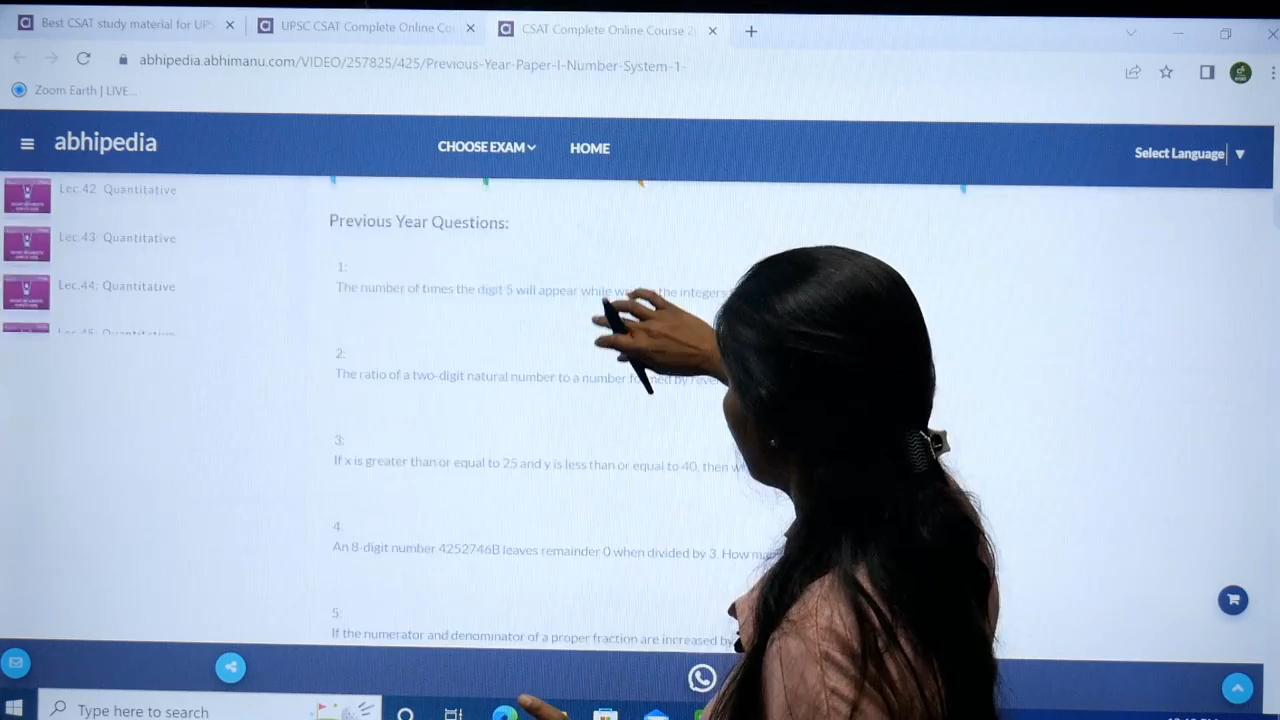 Best CSAT study material for UPS
UPSC CSAT Complete Online Co
CSAT Complete Online Course 2
abhipedia.abhimanu.com/VIDEO/257825/425/Previous-Year-Paper-I-Number-System-1-
Zoom Earth | LIVE...
abhipedia
CHOOSE EXAM
HOME
Select Language
Lec.42 Quantitative
Lec.43: Quantitative
Lec.44: Quantitative
Lec.45: Quantitative
Previous Year Questions:
1:
The number of times the digit 5 will appear while the integers
2:
The ratio of a two-digit natural number to a number formed by
3:
If x is greater than or equal to 25 and y is less than or equal to 40, then
4:
An 8-digit number 4252746B leaves remainder 0 when divided by 3. How
5:
If the numerator and denominator of a proper fraction are increased by
Type here to search